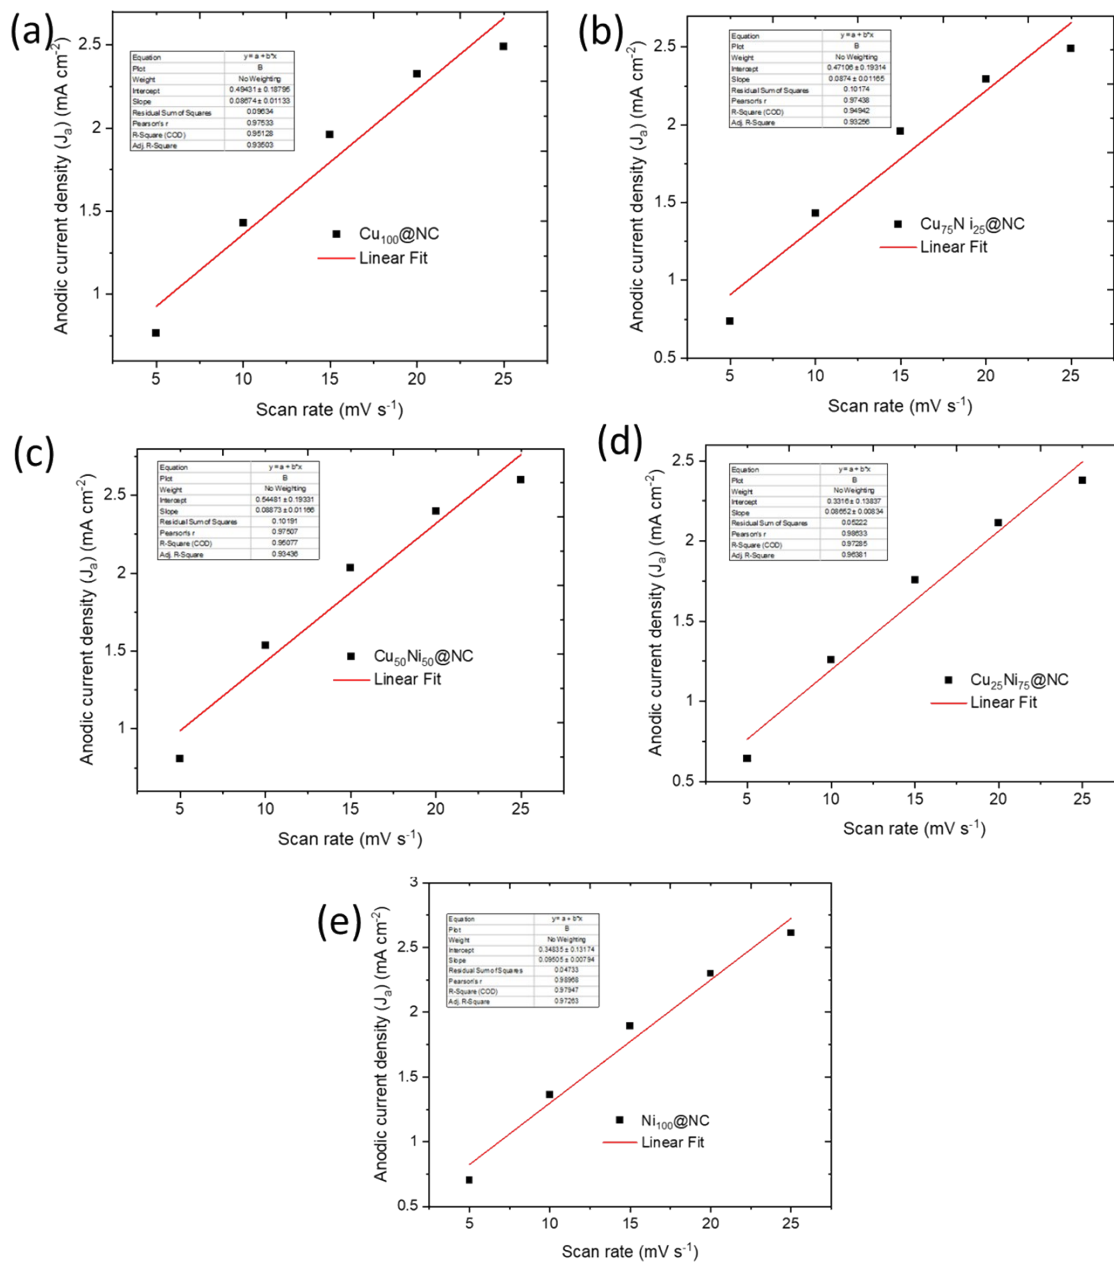 (a)
Anodic current density (Jₐ) (mA cm⁻²)
2.5
2
1.5
1
Equation y = a + b*x
Plot B
Weight No Weighting
Intercept 0.49431 ± 0.18795
Slope 0.08674 ± 0.01133
Residual Sum of Squares 0.09634
Pearson's r 0.97533
R-Square (COD) 0.95128
Adj. R-Square 0.93503
Cu₁₀₀@NC
Linear Fit
5 10 15 20 25
Scan rate (mV s⁻¹)
(b)
Anodic current density (Jₐ) (mA cm⁻²)
2.5
2
1.5
1
0.5
Equation y = a + b*x
Plot B
Weight No Weighting
Intercept 0.47106 ± 0.19314
Slope 0.0874 ± 0.01165
Residual Sum of Squares 0.10174
Pearson's r 0.97438
R-Square (COD) 0.94942
Adj. R-Square 0.93256
Cu₇₅N i₂₅@NC
Linear Fit
5 10 15 20 25
Scan rate (mV s⁻¹)
(c)
Anodic current density (Jₐ) (mA cm⁻²)
2.5
2
1.5
1
Equation y = a + b*x
Plot B
Weight No Weighting
Intercept 0.54481 ± 0.19331
Slope 0.08873 ± 0.01166
Residual Sum of Squares 0.10191
Pearson's r 0.97507
R-Square (COD) 0.95077
Adj. R-Square 0.93436
Cu₅₀Ni₅₀@NC
Linear Fit
5 10 15 20 25
Scan rate (mV s⁻¹)
(d)
Anodic current density (Jₐ) (mA cm⁻²)
2.5
2
1.5
1
0.5
Equation y = a + b*x
Plot B
Weight No Weighting
Intercept 0.3316 ± 0.13837
Slope 0.08652 ± 0.00834
Residual Sum of Squares 0.05222
Pearson's r 0.98633
R-Square (COD) 0.97285
Adj. R-Square 0.96381
Cu₂₅Ni₇₅@NC
Linear Fit
5 10 15 20 25
Scan rate (mV s⁻¹)
(e)
Anodic current density (Jₐ) (mA cm⁻²)
3
2.5
2
1.5
1
0.5
Equation y = a + b*x
Plot B
Weight No Weighting
Intercept 0.34835 ± 0.13174
Slope 0.09505 ± 0.00794
Residual Sum of Squares 0.04733
Pearson's r 0.98968
R-Square (COD) 0.97947
Adj. R-Square 0.97263
Ni₁₀₀@NC
Linear Fit
5 10 15 20 25
Scan rate (mV s⁻¹)